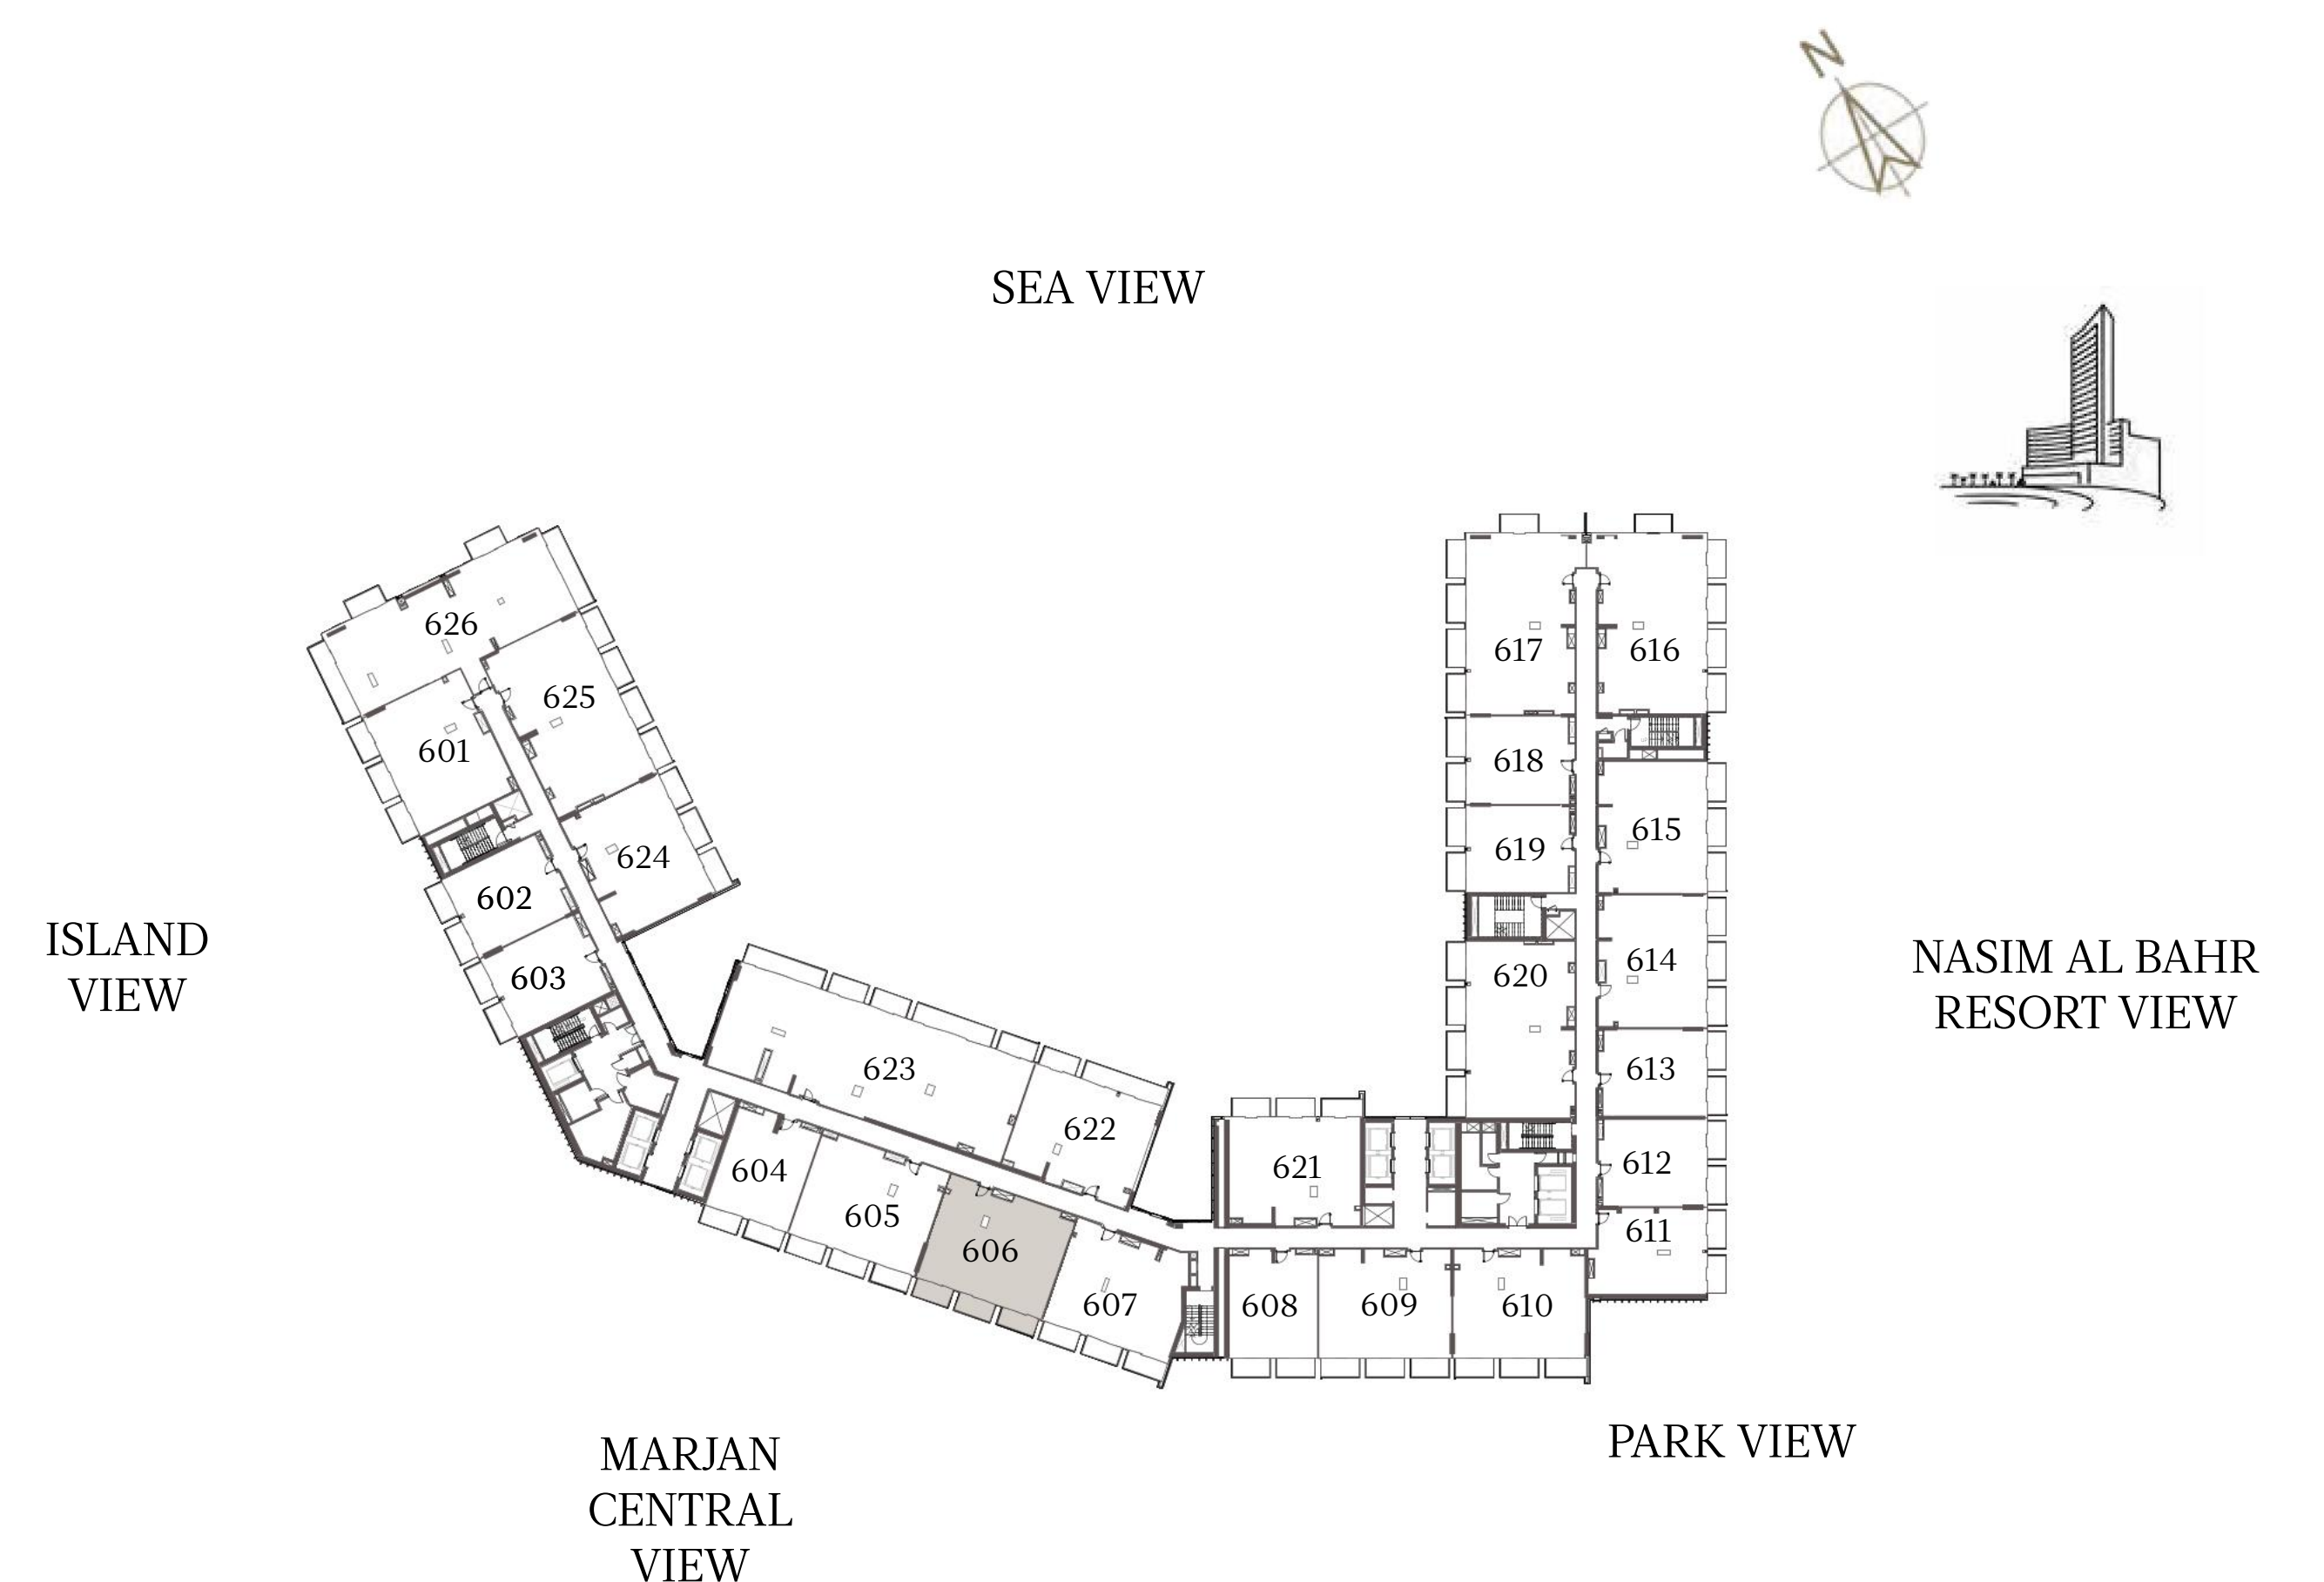 N
SEA VIEW
626
625
601
624
602
603
617
616
618
615
619
614
620
613
623
622
612
621
604
605
606
611
607
608
609
610
ISLAND
VIEW
NASIM AL BAHR
RESORT VIEW
MARJAN
CENTRAL
VIEW
PARK VIEW